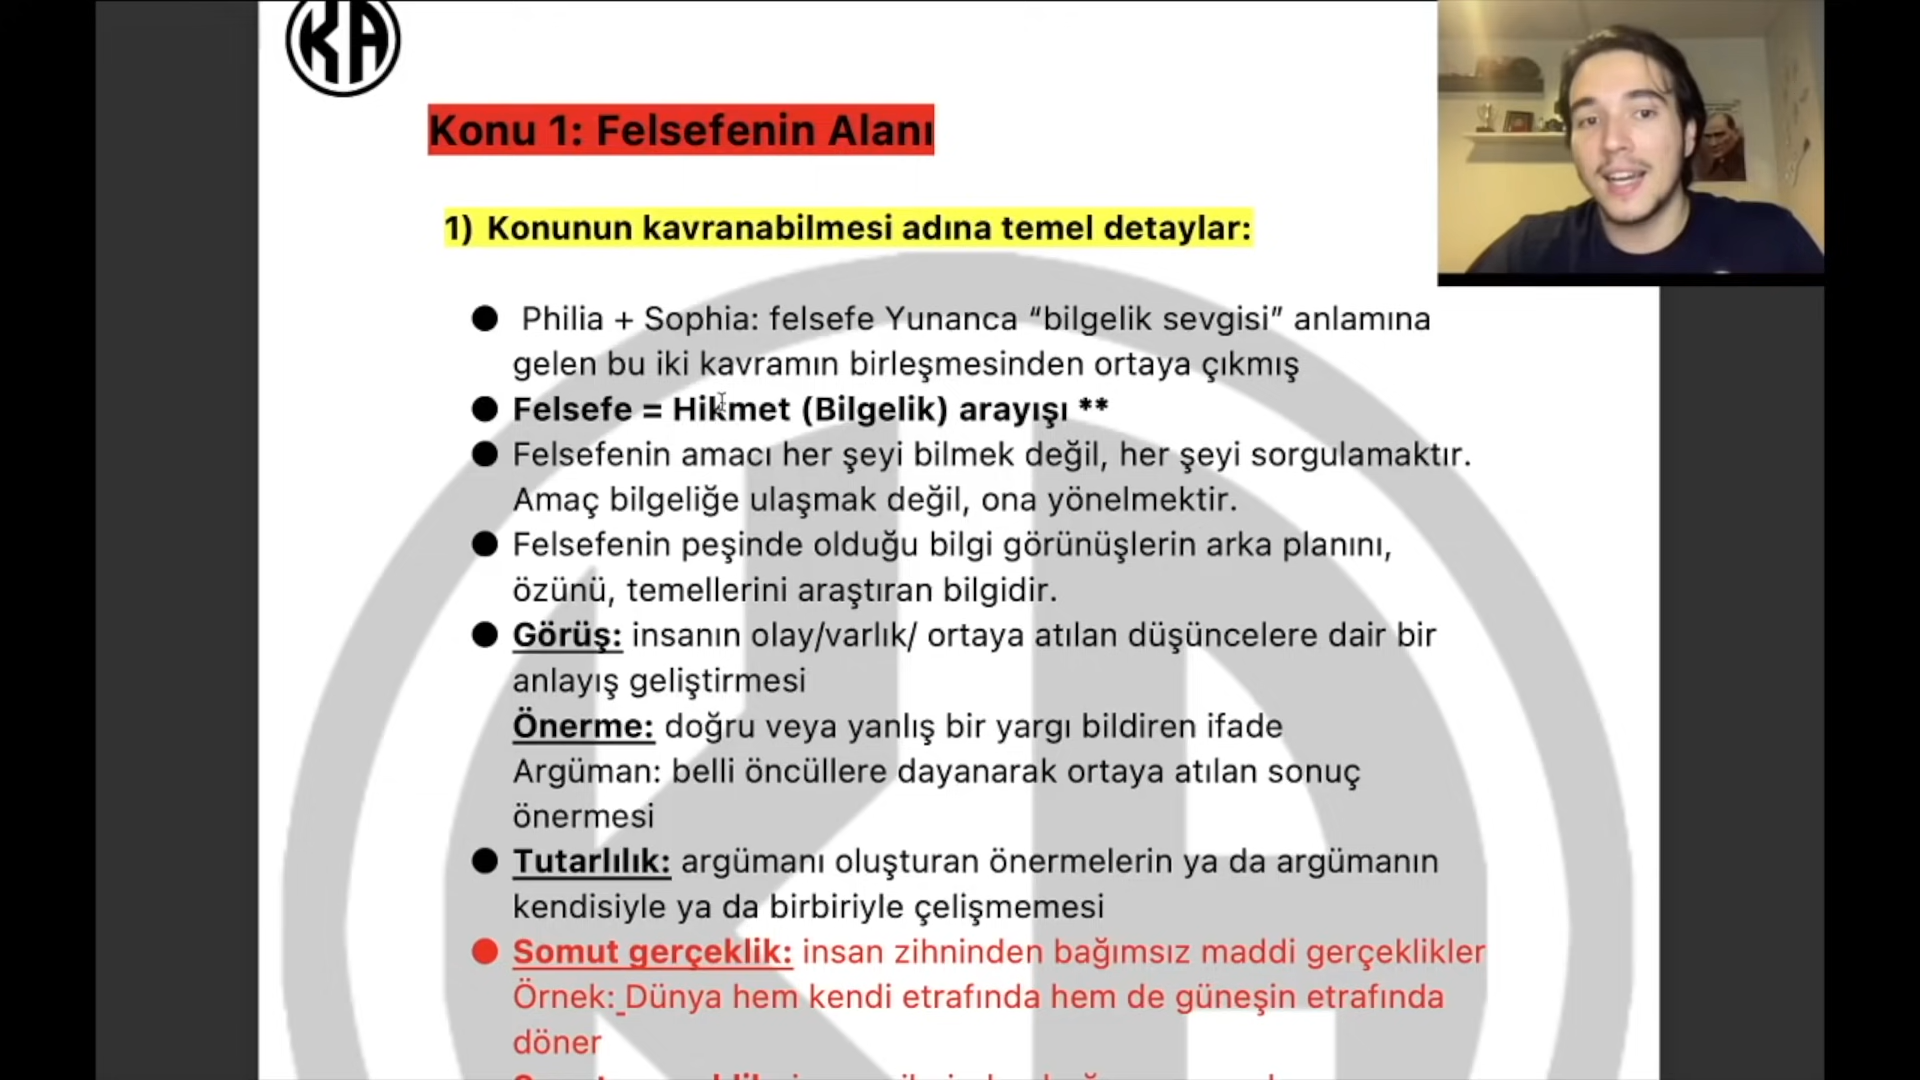 KA
Konu 1: Felsefenin Alanı
1) Konunun kavranabilmesi adına temel detaylar:
● Philia + Sophia: felsefe Yunanca “bilgelik sevgisi” anlamına
gelen bu iki kavramın birleşmesinden ortaya çıkmış
● Felsefe = Hikmet (Bilgelik) arayışı **
● Felsefenin amacı her şeyi bilmek değil, her şeyi sorgulamaktır.
Amaç bilgeliğe ulaşmak değil, ona yönelmektir.
● Felsefenin peşinde olduğu bilgi görünüşlerin arka planını,
özünü, temellerini araştıran bilgidir.
● Görüş: insanın olay/varlık/ ortaya atılan düşüncelere dair bir
anlayış geliştirmesi
Önerme: doğru veya yanlış bir yargı bildiren ifade
Argüman: belli öncüllere dayanarak ortaya atılan sonuç
önermesi
● Tutarlılık: argümanı oluşturan önermelerin ya da argümanın
kendisiyle ya da birbiriyle çelişmemesi
● Somut gerçeklik: insan zihninden bağımsız maddi gerçeklikler
Örnek: Dünya hem kendi etrafında hem de güneşin etrafında
döner